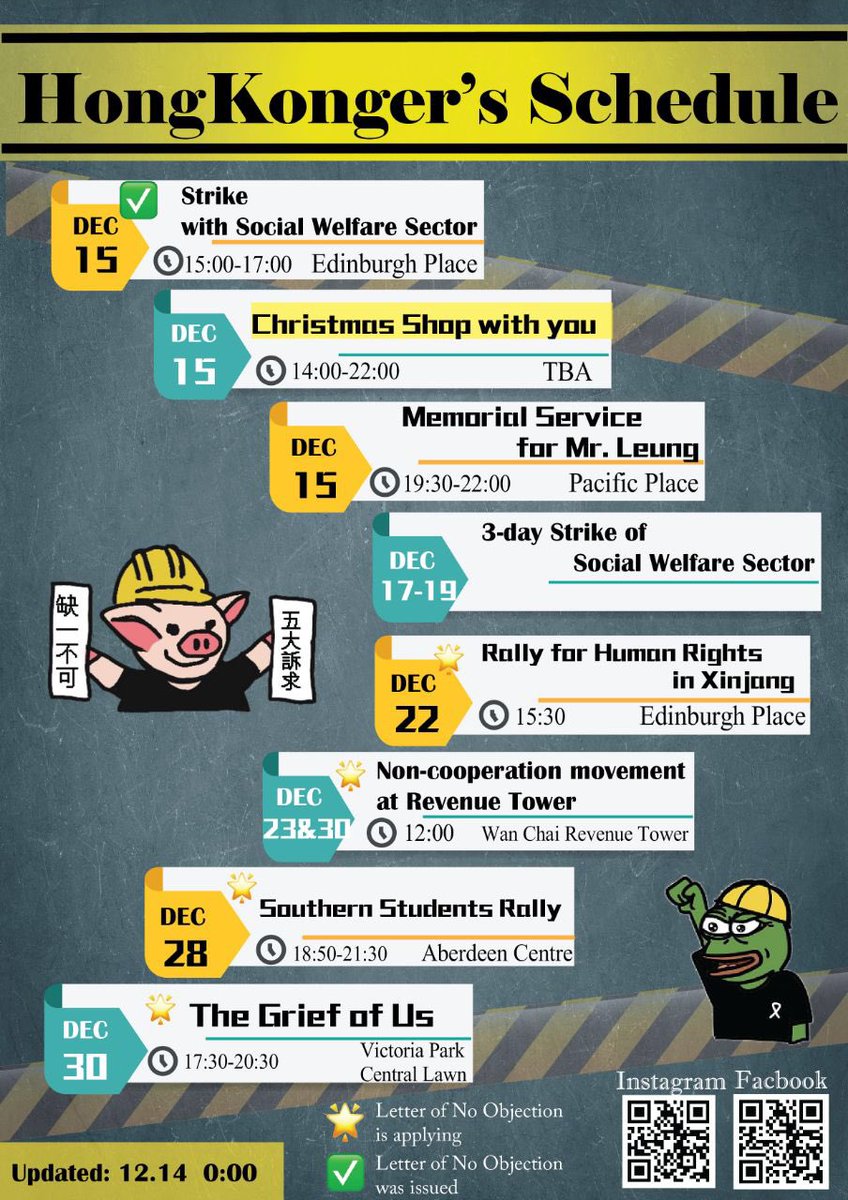 HongKonger's Schedule
DEC
15
Strike
with Social Welfare Sector
15:00-17:00 Edinburgh Place
DEC
15
Christmas Shop with you
14:00-22:00 TBA
DEC
15
Memorial Service
for Mr. Leung
19:30-22:00 Pacific Place
DEC
17-19
3-day Strike of
Social Welfare Sector
缺一不可
五大訴求
DEC
22
Rally for Human Rights
in Xinjang
15:30 Edinburgh Place
DEC
23&30
Non-cooperation movement
at Revenue Tower
12:00 Wan Chai Revenue Tower
DEC
28
Southern Students Rally
18:50-21:30 Aberdeen Centre
DEC
30
The Grief of Us
17:30-20:30
Victoria Park
Central Lawn
Instagram Facbook
Letter of No Objection
is applying
Letter of No Objection
was issued
Updated: 12.14 0:00